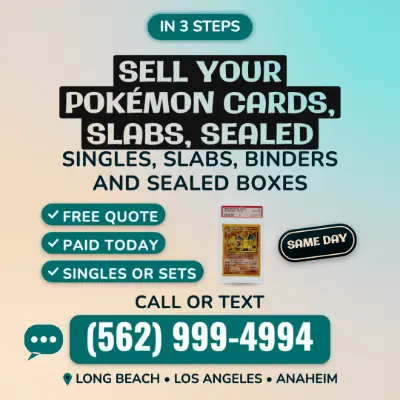 IN 3 STEPS
SELL YOUR
POKÉMON CARDS,
SLABS, SEALED
SINGLES, SLABS, BINDERS
AND SEALED BOXES
FREE QUOTE
PAID TODAY
SINGLES OR SETS
SAME DAY
CALL OR TEXT
(562) 999-4994
LONG BEACH • LOS ANGELES • ANAHEIM